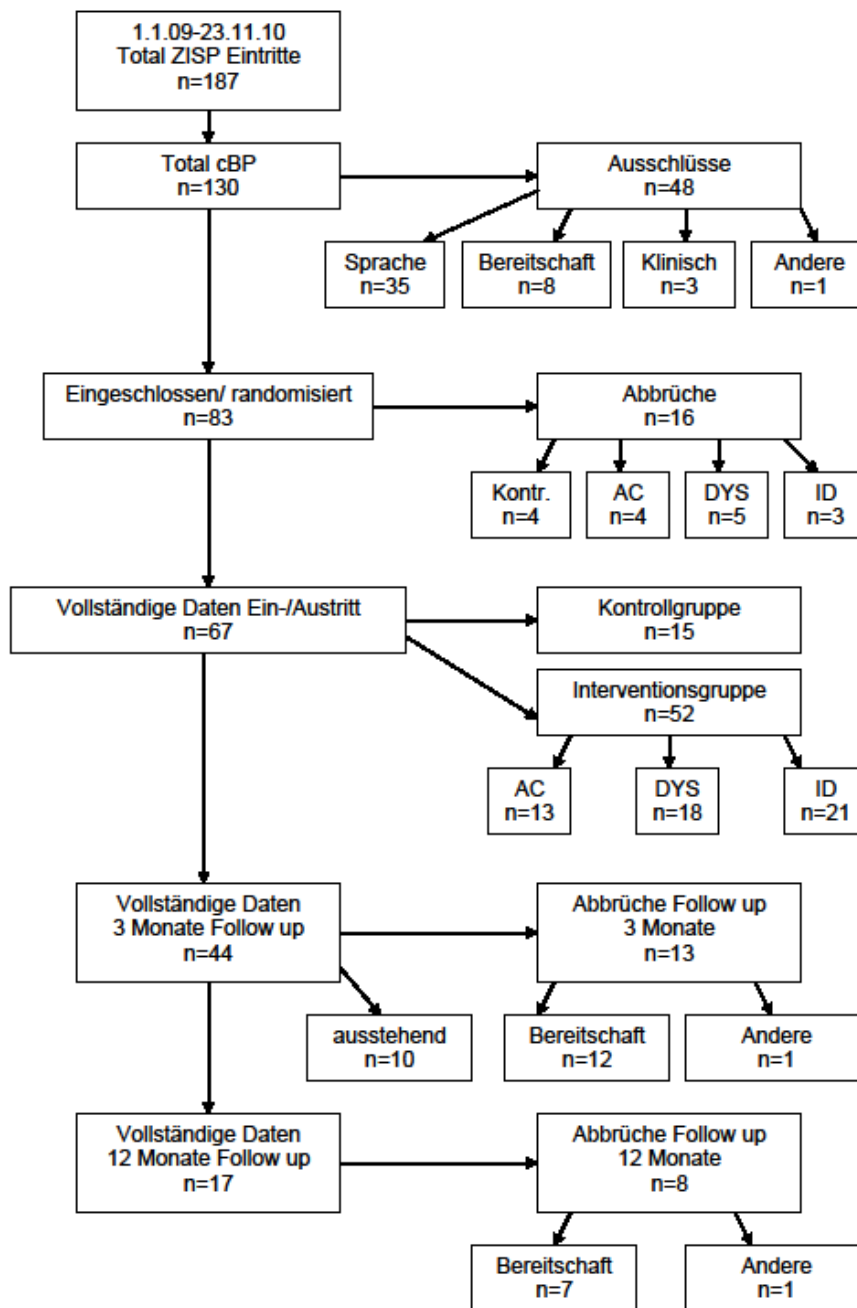 1.1.09-23.11.10
Total ZISP Eintritte
n=187
Total cBP
n=130
Ausschlüsse
n=48
Sprache
n=35
Bereitschaft
n=8
Klinisch
n=3
Andere
n=1
Eingeschlossen/ randomisiert
n=83
Abbrüche
n=16
Kontr.
n=4
AC
n=4
DYS
n=5
ID
n=3
Vollständige Daten Ein-/Austritt
n=67
Kontrollgruppe
n=15
Interventionsgruppe
n=52
AC
n=13
DYS
n=18
ID
n=21
Vollständige Daten
3 Monate Follow up
n=44
Abbrüche Follow up
3 Monate
n=13
ausstehend
n=10
Bereitschaft
n=12
Andere
n=1
Vollständige Daten
12 Monate Follow up
n=17
Abbrüche Follow up
12 Monate
n=8
Bereitschaft
n=7
Andere
n=1